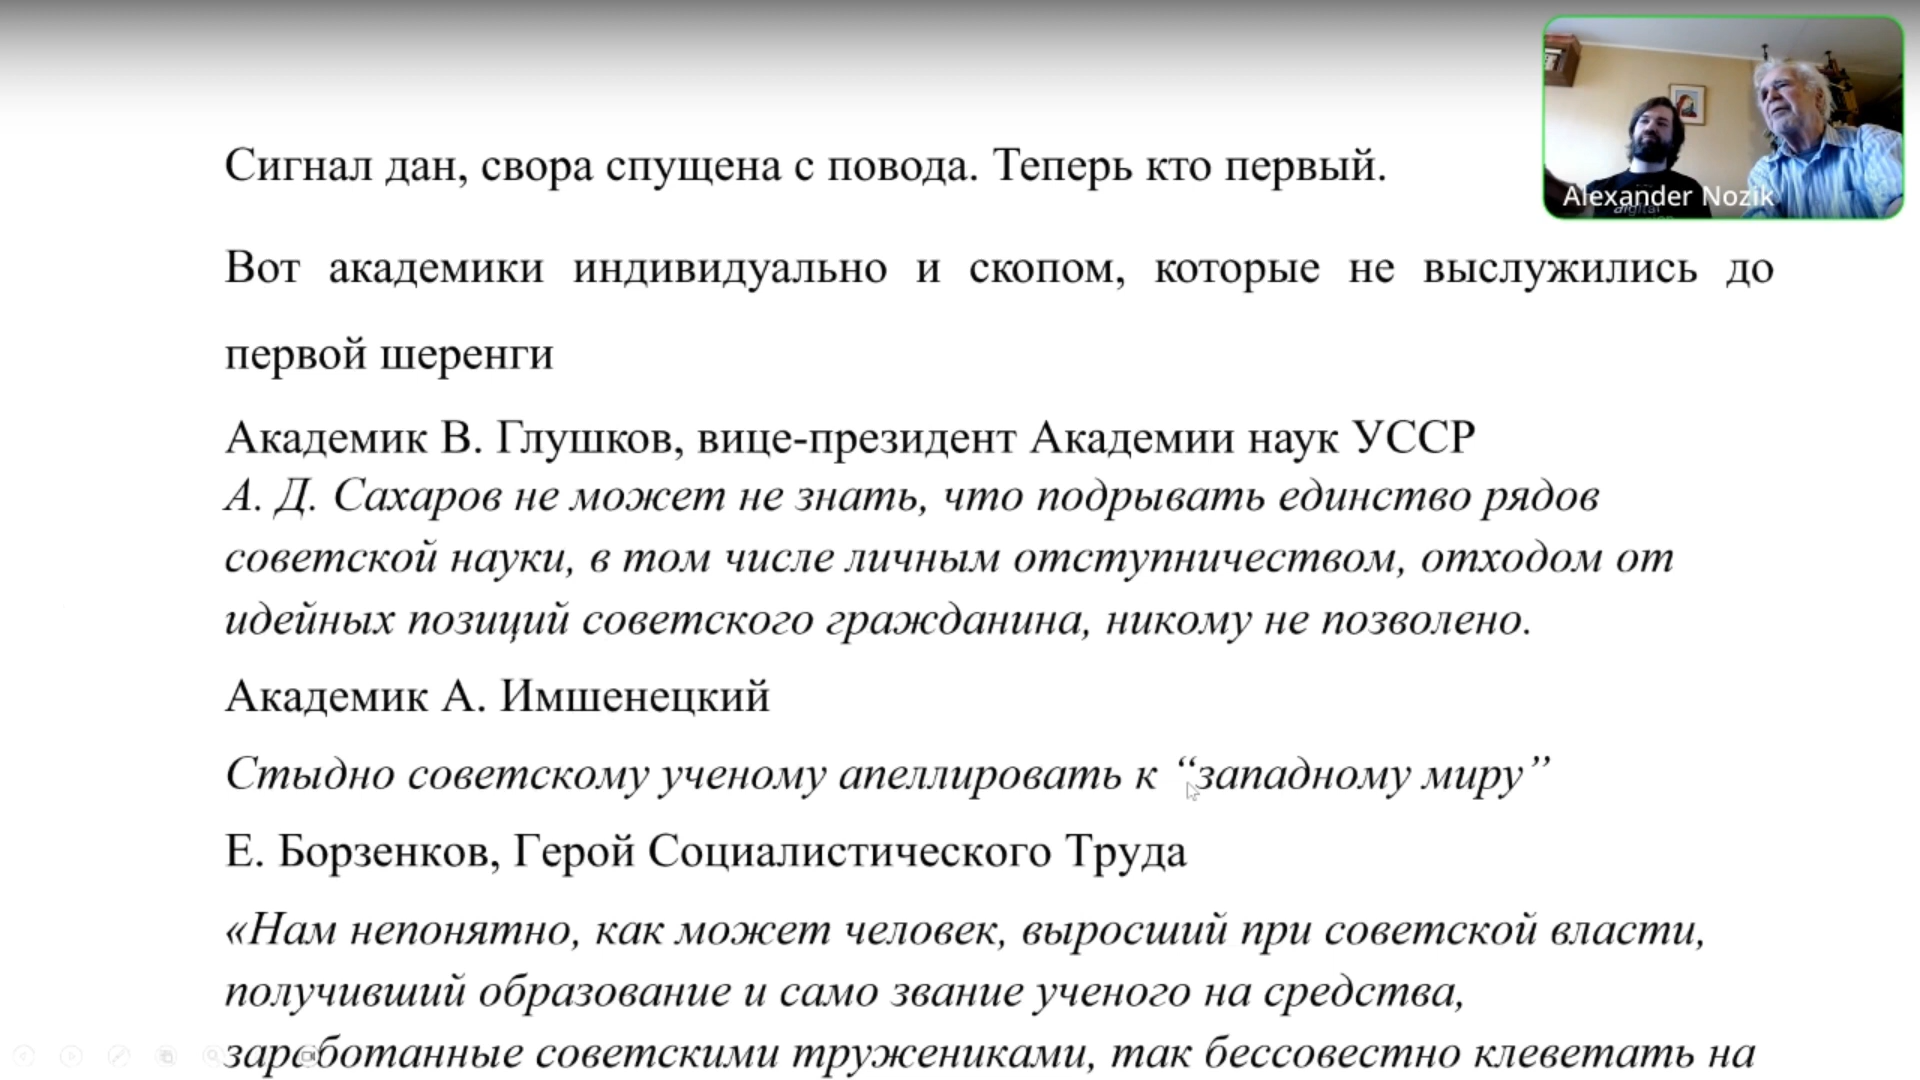 Сигнал дан, свора спущена с повода. Теперь кто первый.
Alexander Nozik
digital
Вот академики индивидуально и скопом, которые не выслужились до
первой шеренги
Академик В. Глушков, вице-президент Академии наук УССР
А. Д. Сахаров не может не знать, что подрывать единство рядов
советской науки, в том числе личным отступничеством, отходом от
идейных позиций советского гражданина, никому не позволено.
Академик А. Имшенецкий
Стыдно советскому ученому апеллировать к “западному миру”
Е. Борзенков, Герой Социалистического Труда
«Нам непонятно, как может человек, выросший при советской власти,
получивший образование и само звание ученого на средства,
заработанные советскими тружениками, так бессовестно клеветать на